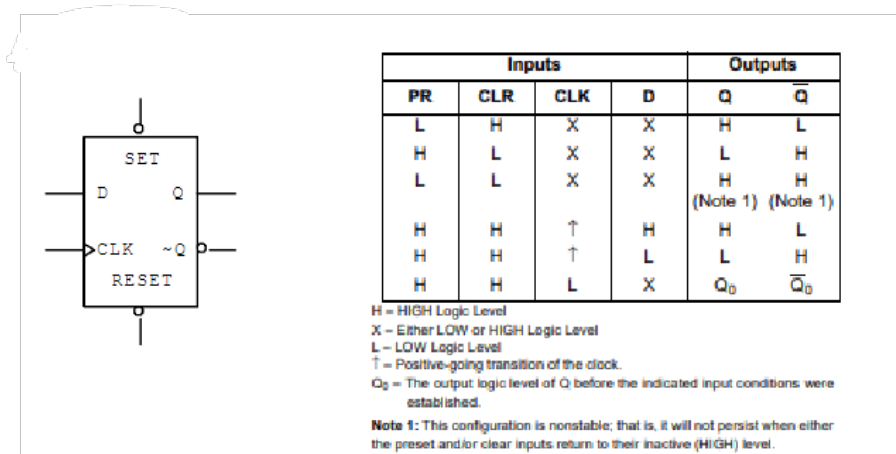 SET
D Q
CLK ~Q
RESET
Inputs Outputs
PR CLR CLK D Q Q̅
L H X X H L
H L X X L H
L L X X H H
(Note 1) (Note 1)
H H ↑ H H L
H H ↑ L L H
H H L X Q₀ Q̅₀
H = HIGH Logic Level
X = Either LOW or HIGH Logic Level
L = LOW Logic Level
↑ = Positive-going transition of the clock.
Q₀ = The output logic level of Q before the indicated input conditions were
established.
Note 1: This configuration is nonstable; that is, it will not persist when either
the preset and/or clear inputs return to their inactive (HIGH) level.